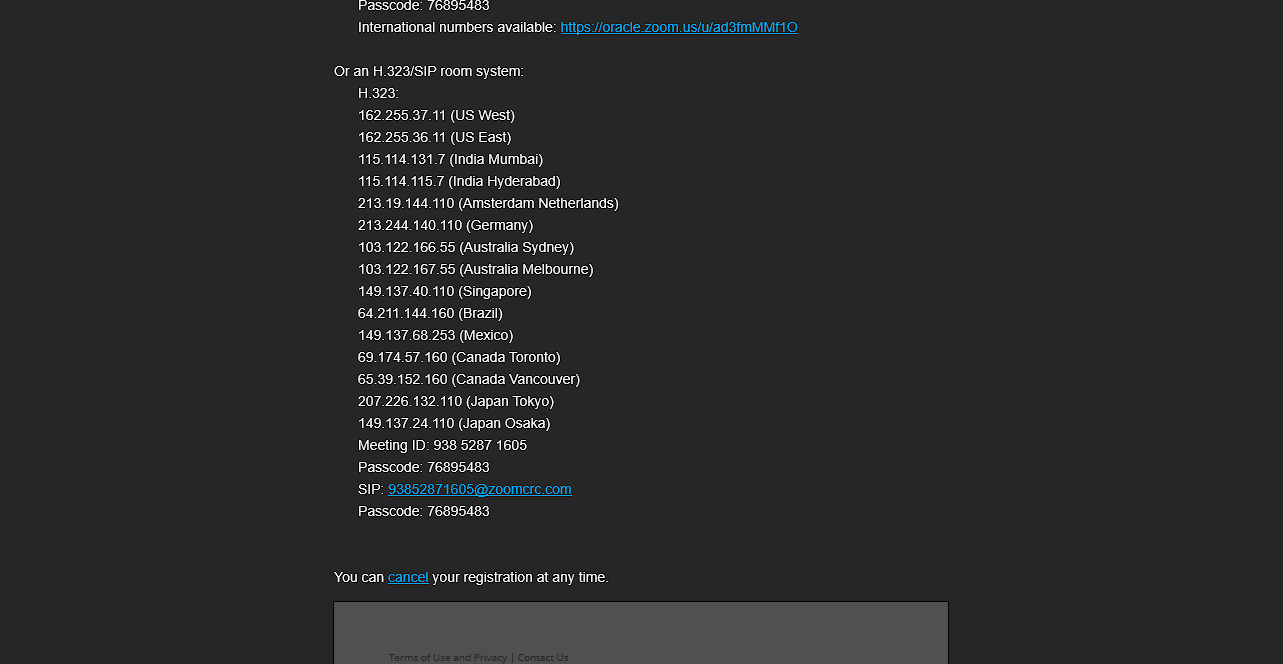 Passcode: 76895483
International numbers available: https://oracle.zoom.us/u/ad3fmMMf1O
Or an H.323/SIP room system:
H.323:
162.255.37.11 (US West)
162.255.36.11 (US East)
115.114.131.7 (India Mumbai)
115.114.115.7 (India Hyderabad)
213.19.144.110 (Amsterdam Netherlands)
213.244.140.110 (Germany)
103.122.166.55 (Australia Sydney)
103.122.167.55 (Australia Melbourne)
149.137.40.110 (Singapore)
64.211.144.160 (Brazil)
149.137.68.253 (Mexico)
69.174.57.160 (Canada Toronto)
65.39.152.160 (Canada Vancouver)
207.226.132.110 (Japan Tokyo)
149.137.24.110 (Japan Osaka)
Meeting ID: 938 5287 1605
Passcode: 76895483
SIP: 93852871605@zoomcrc.com
Passcode: 76895483
You can cancel your registration at any time.
Terms of Use and Privacy | Contact Us